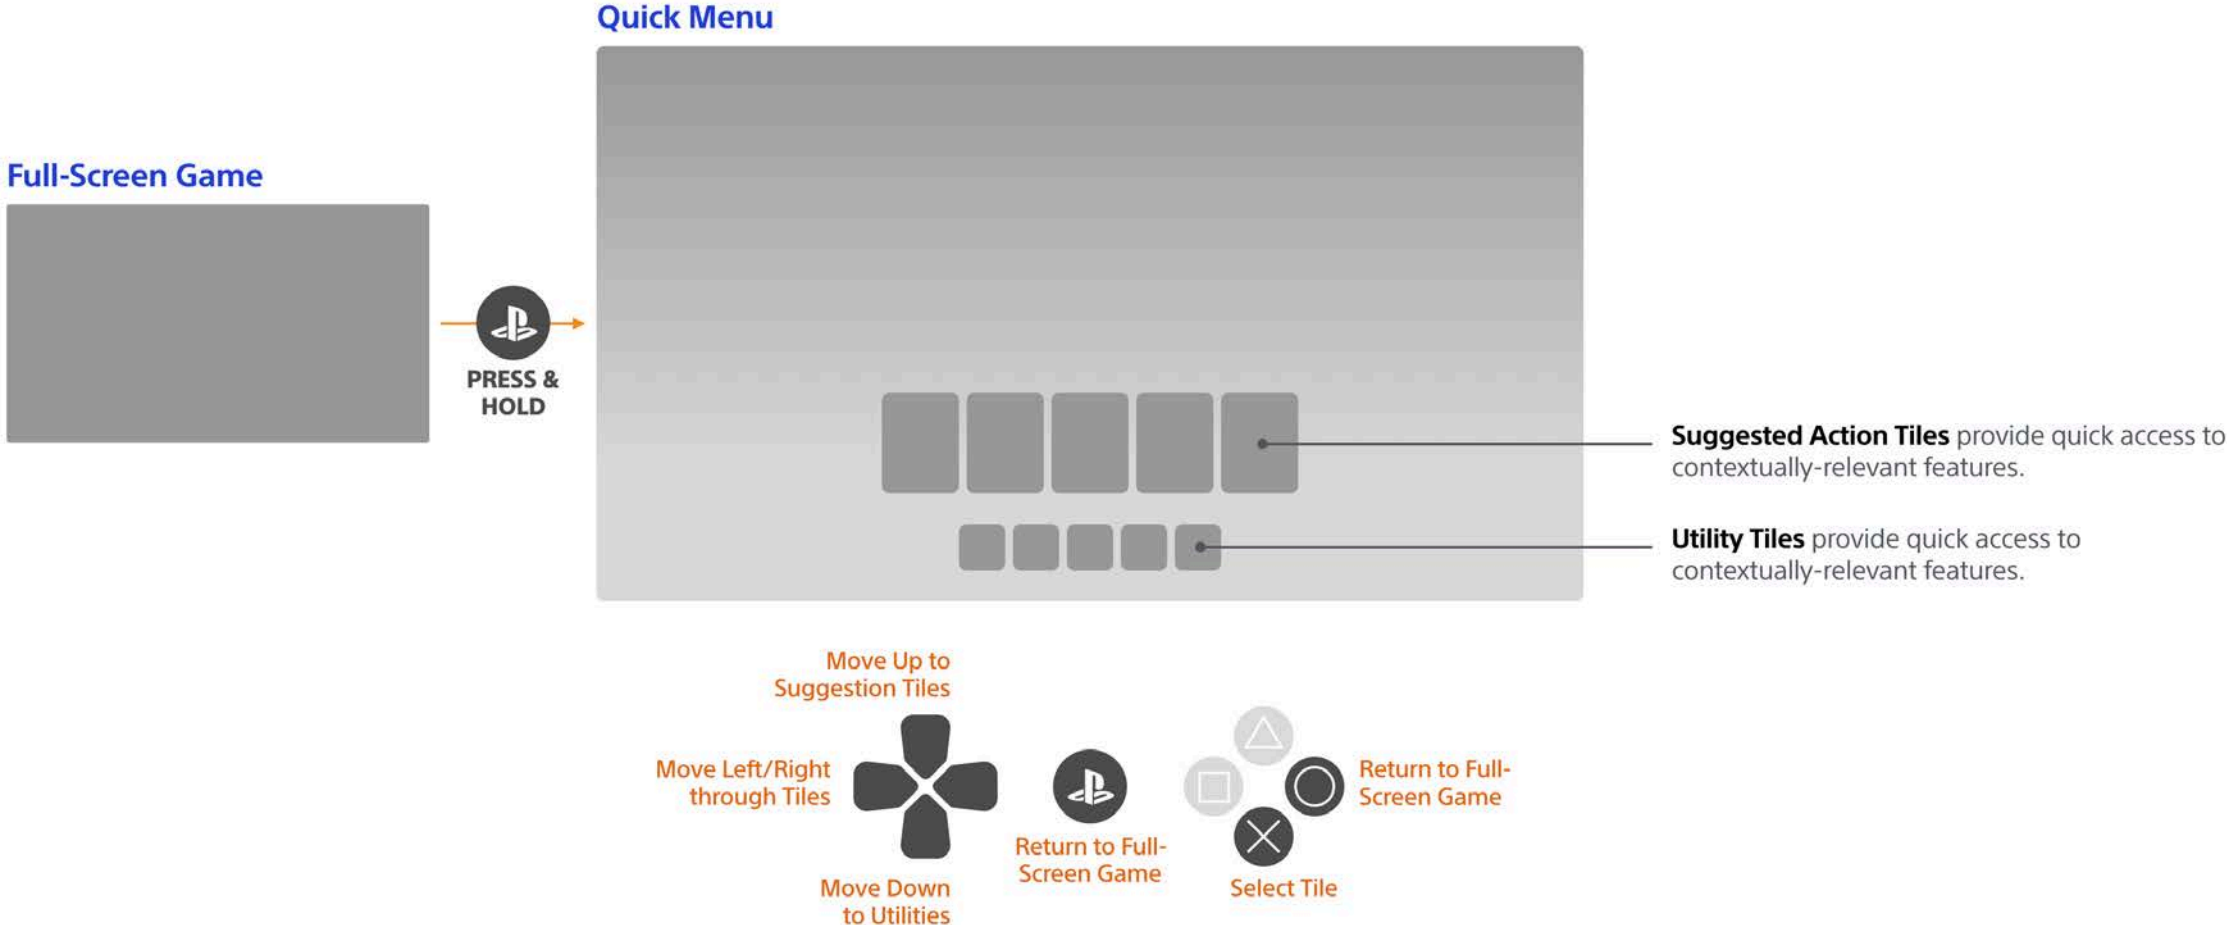 Quick Menu
Full-Screen Game
PRESS &
HOLD
Suggested Action Tiles provide quick access to
contextually-relevant features.
Utility Tiles provide quick access to
contextually-relevant features.
Move Up to
Suggestion Tiles
Move Left/Right
through Tiles
Move Down
to Utilities
Return to Full-
Screen Game
Return to Full-
Screen Game
Select Tile